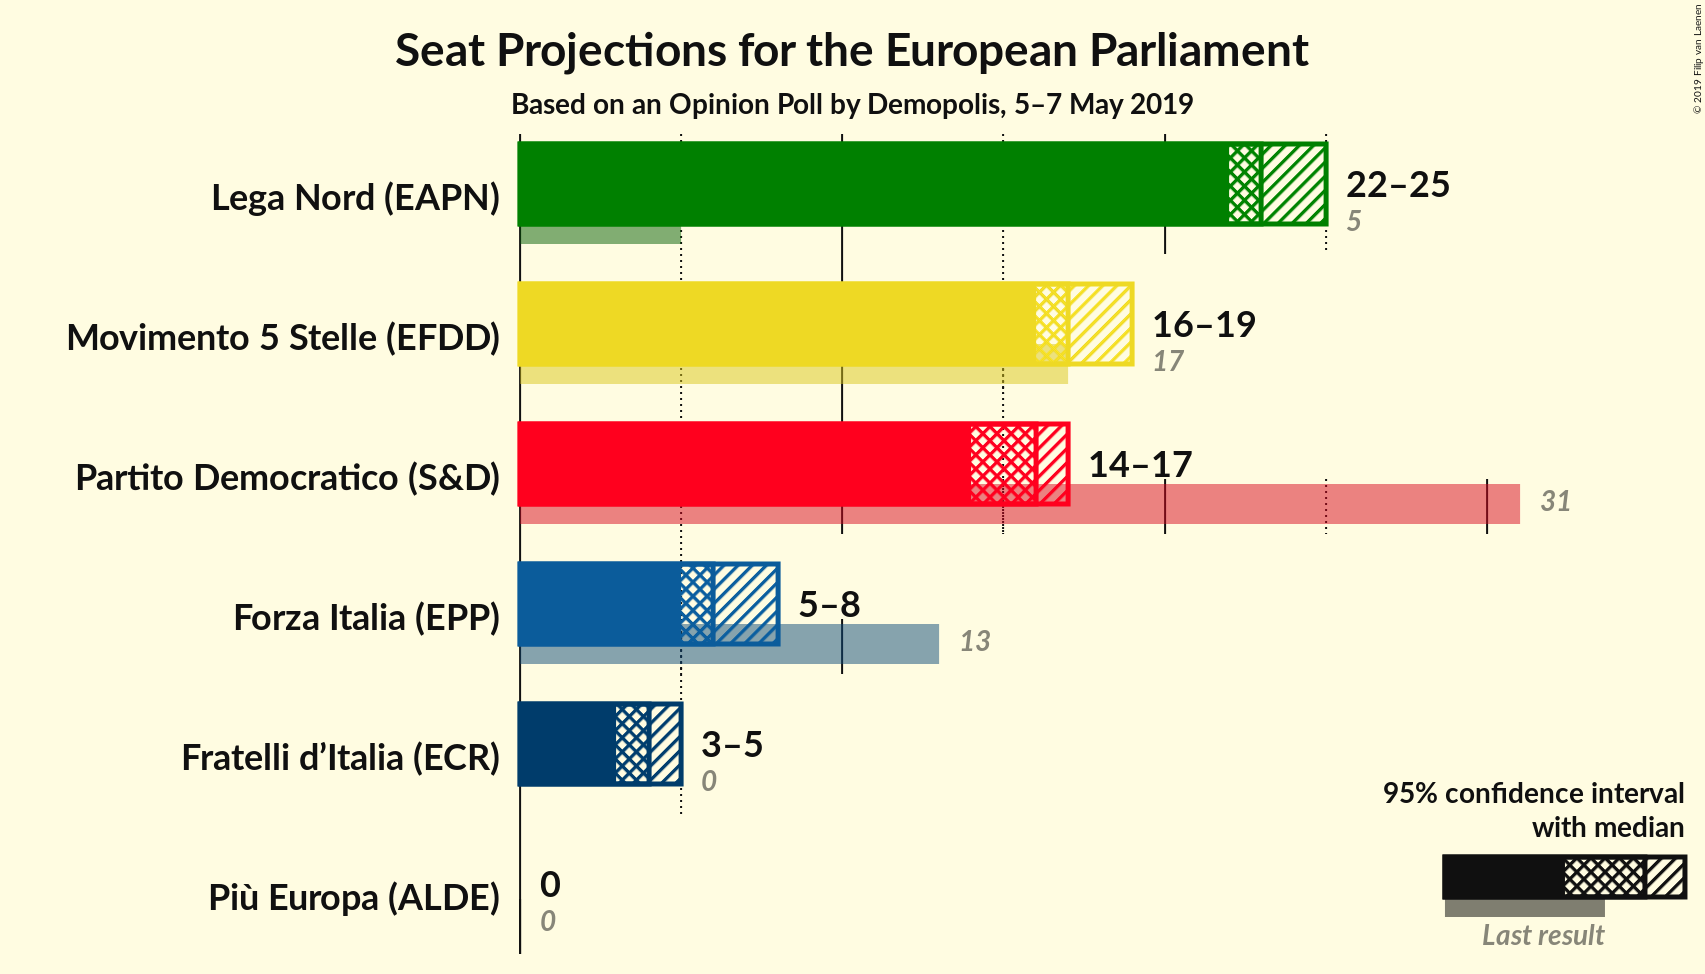 Seat Projections for the European Parliament
Based on an Opinion Poll by Demopolis, 5–7 May 2019
© 2019 Filip van Laenen
Lega Nord (EAPN)
22–25
5
Movimento 5 Stelle (EFDD)
16–19
17
Partito Democratico (S&D)
14–17
31
Forza Italia (EPP)
5–8
13
Fratelli d’Italia (ECR)
3–5
0
Più Europa (ALDE)
0
0
95% confidence interval
with median
Last result